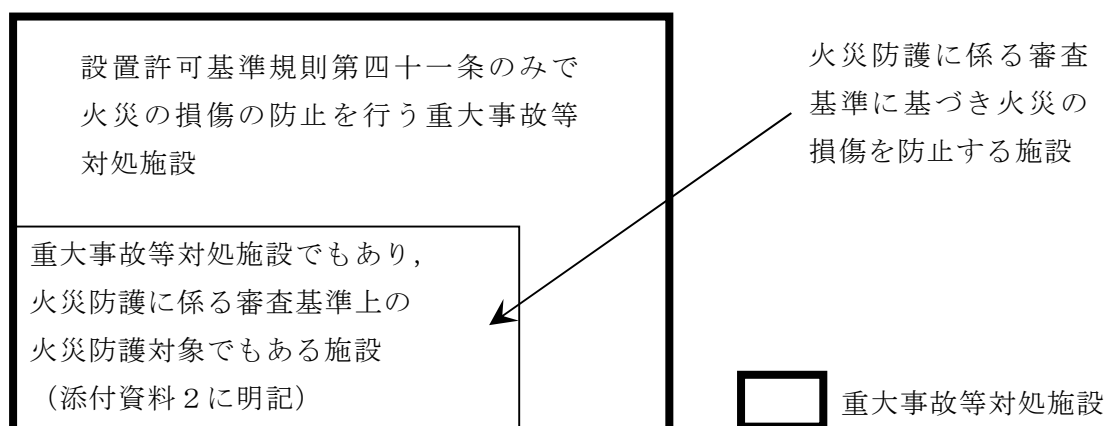 設置許可基準規則第四十一条のみで
火災の損傷の防止を行う重大事故等
対処施設
火災防護に係る審査
基準に基づき火災の
損傷を防止する施設
重大事故等対処施設でもあり，
火災防護に係る審査基準上の
火災防護対象でもある施設
（添付資料２に明記）
重大事故等対処施設